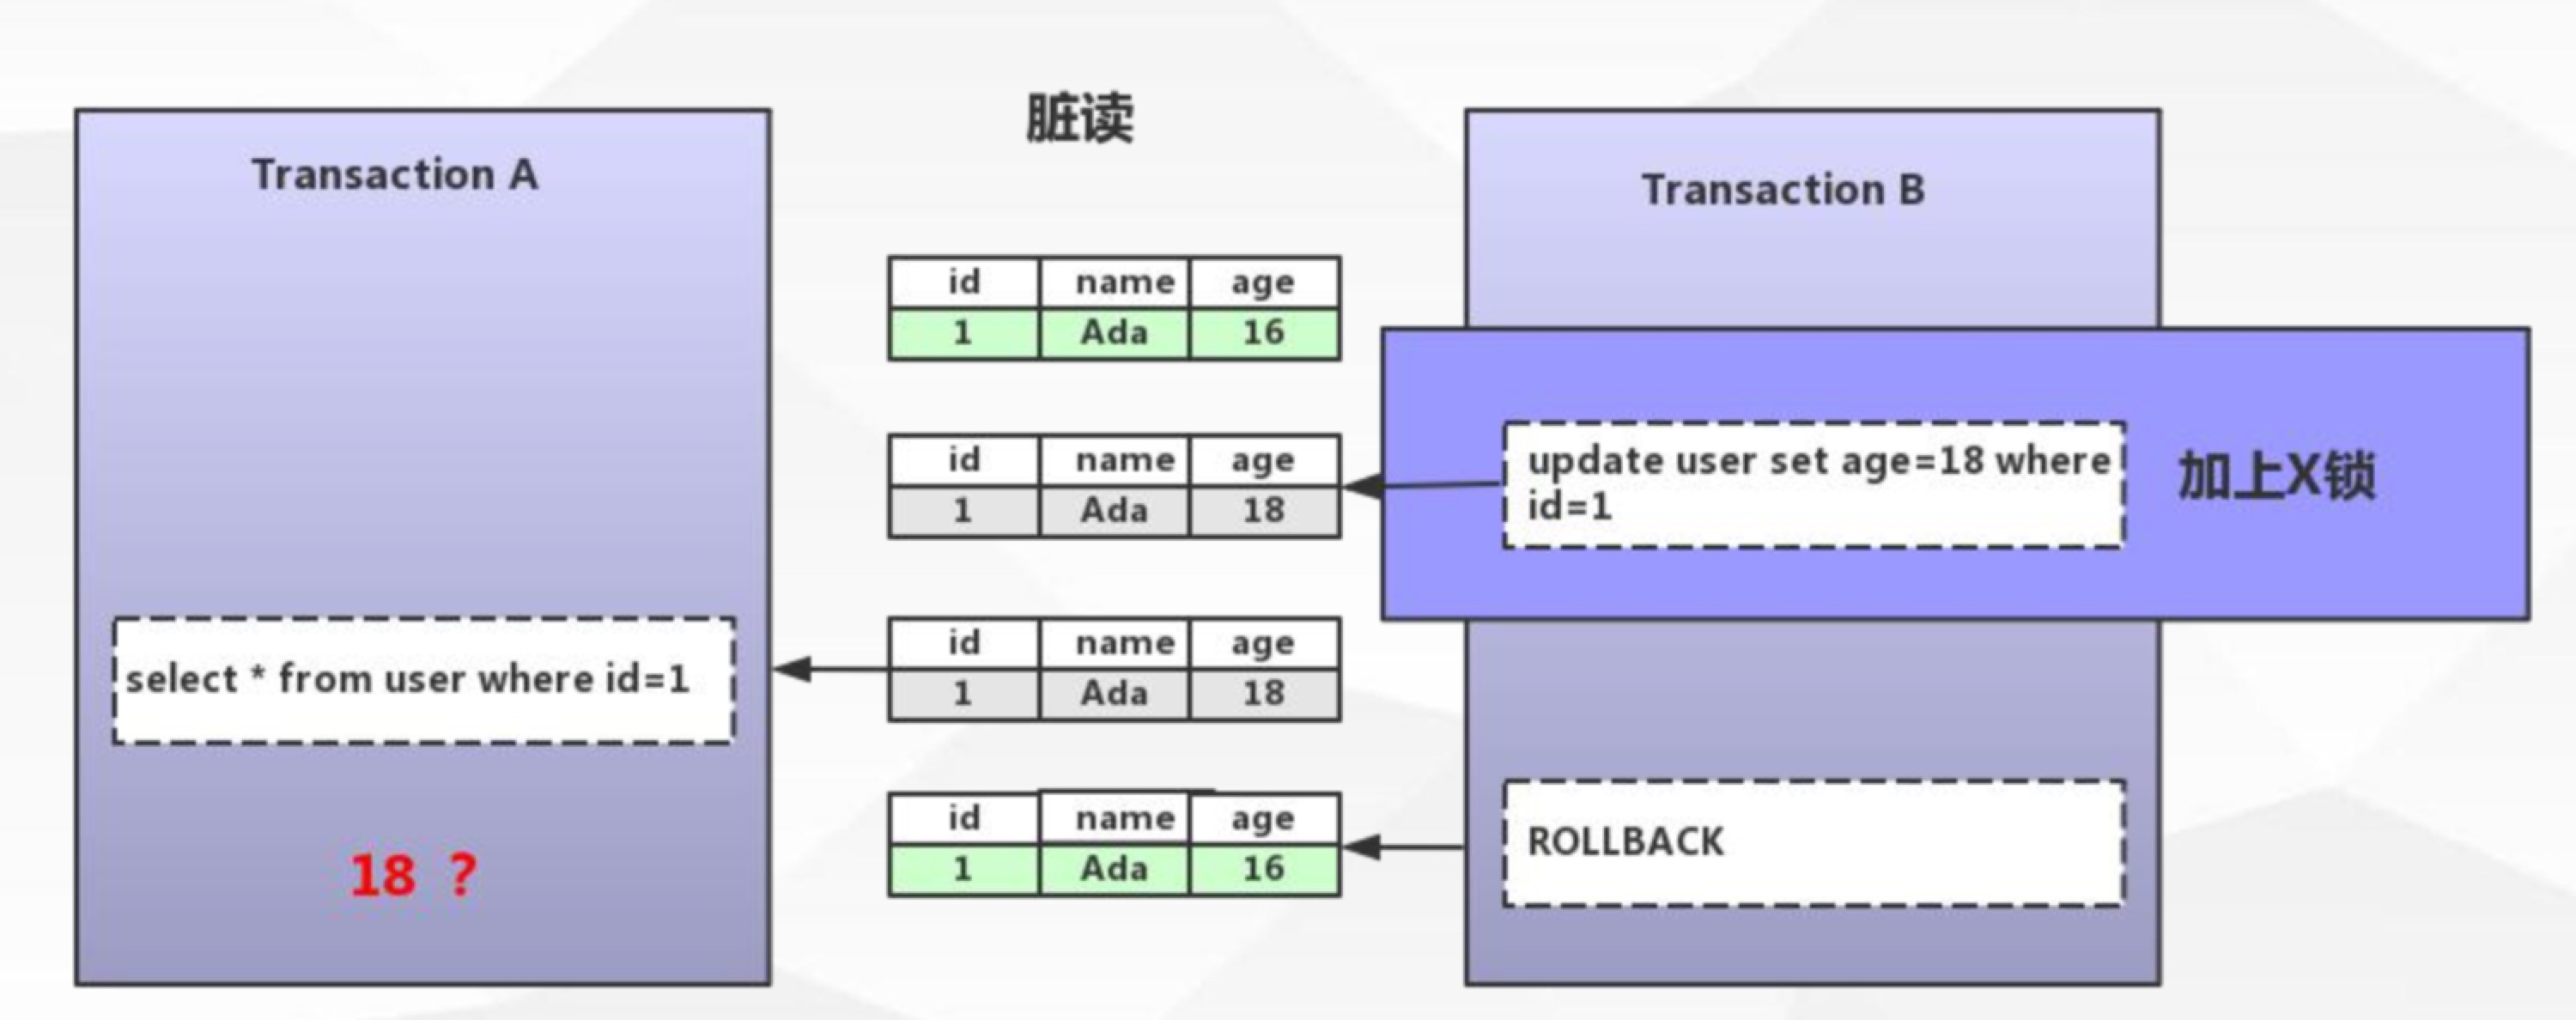 脏读
Transaction A
Transaction B
id name age
1 Ada 16
id name age
1 Ada 18
update user set age=18 where
id=1
加上X锁
select * from user where id=1
id name age
1 Ada 18
18 ?
id name age
1 Ada 16
ROLLBACK